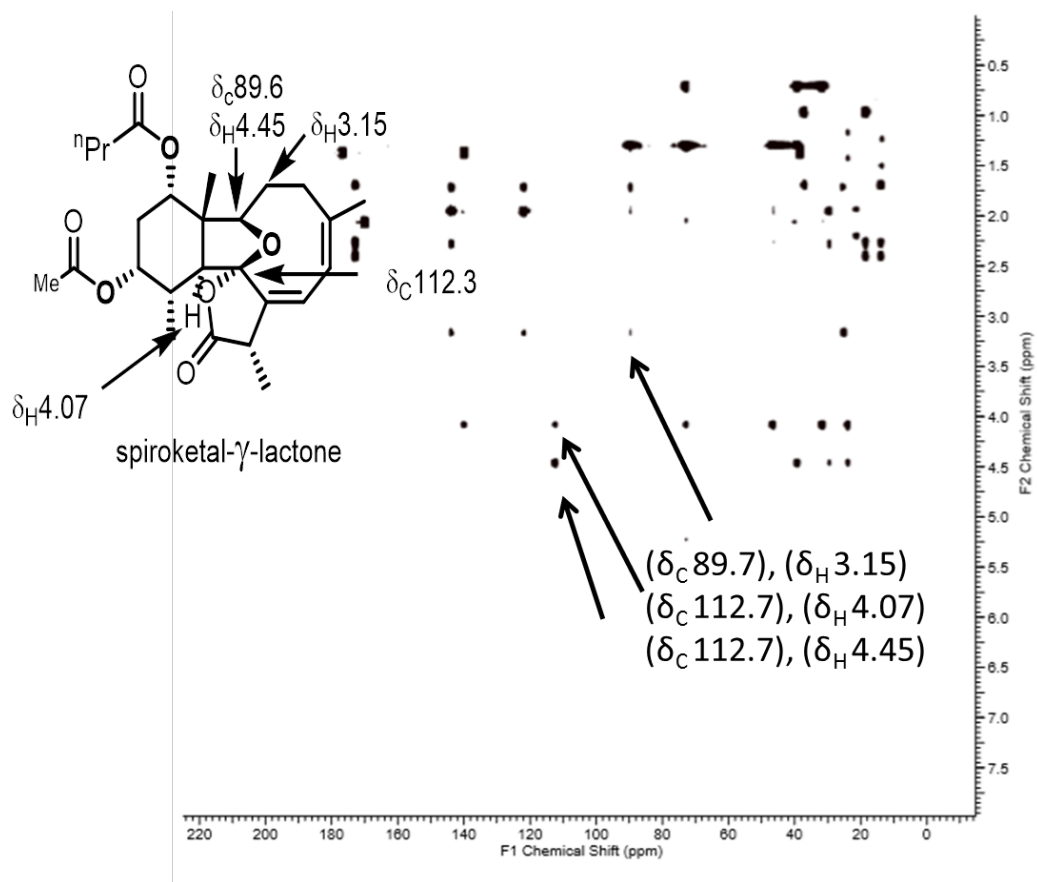 O
δc89.6
δH4.45
δH3.15
nPr
O
O
O
Me
O
O
H
O
δC112.3
δH4.07
spiroketal-γ-lactone
(δC 89.7), (δH 3.15)
(δC 112.7), (δH 4.07)
(δC 112.7), (δH 4.45)
0.5
1.0
1.5
2.0
2.5
3.0
3.5
4.0
4.5
5.0
5.5
6.0
6.5
7.0
7.5
F2 Chemical Shift (ppm)
220 200 180 160 140 120 100 80 60 40 20 0
F1 Chemical Shift (ppm)